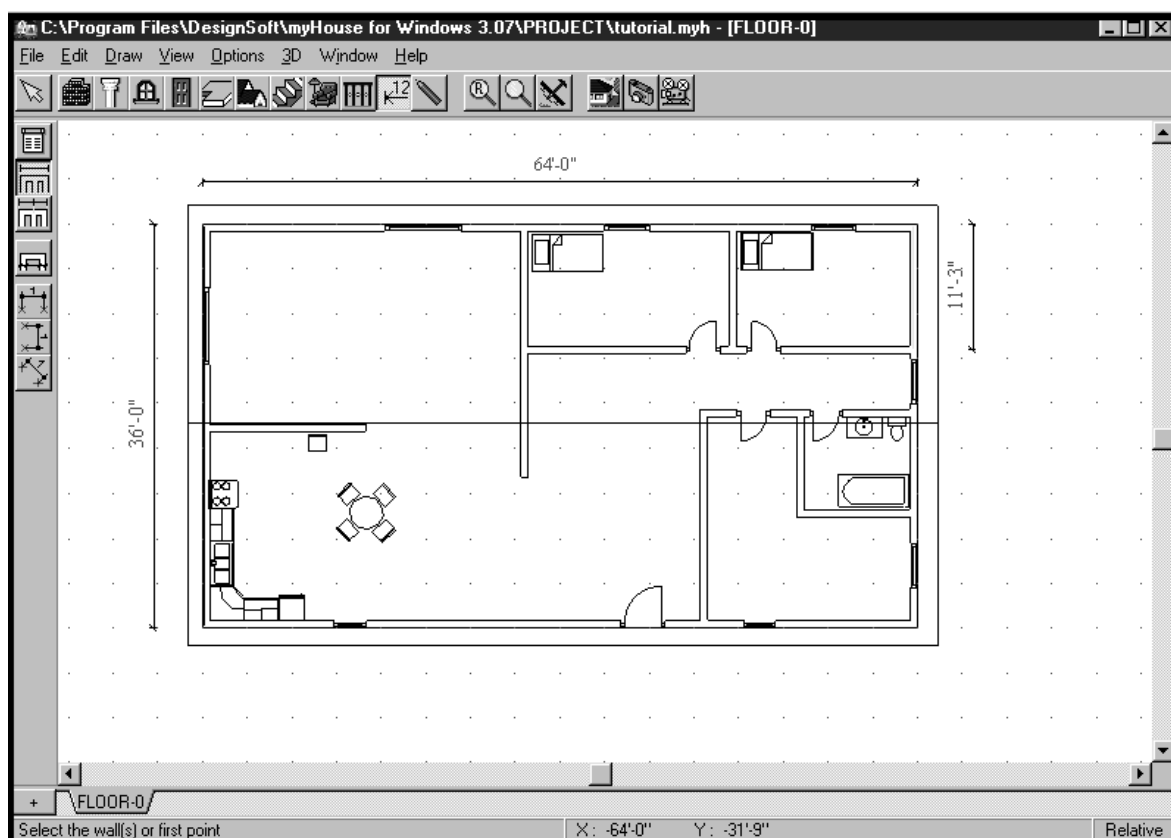 C:\Program Files\DesignSoft\myHouse for Windows 3.07\PROJECT\tutorial.myh - [FLOOR-0]
File Edit Draw View Options 3D Window Help
12
R
64'-0"
11'-3"
36'-0"
1
+ FLOOR-0
Select the wall(s) or first point X: -64'0" Y: -31'-9" Relative